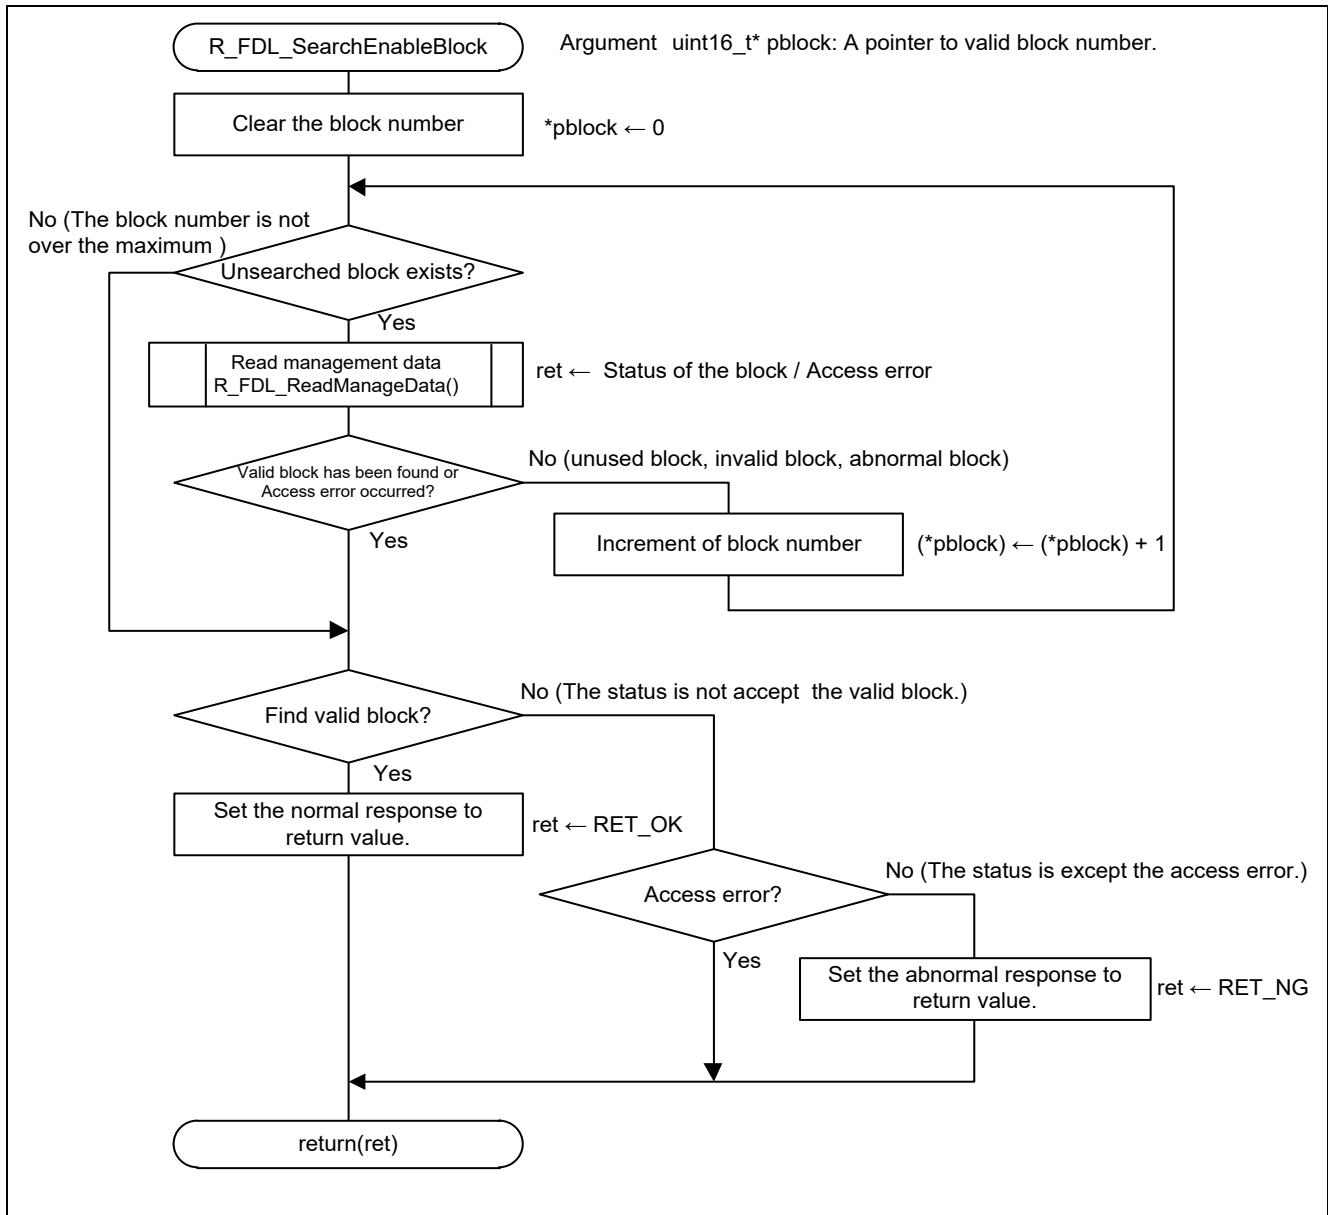 R_FDL_SearchEnableBlock
Argument uint16_t* pblock: A pointer to valid block number.
Clear the block number
*pblock ← 0
No (The block number is not
over the maximum )
Unsearched block exists?
Yes
Read management data
R_FDL_ReadManageData()
ret ← Status of the block / Access error
Valid block has been found or
Access error occurred?
No (unused block, invalid block, abnormal block)
Yes
Increment of block number
(*pblock) ← (*pblock) + 1
Find valid block?
No (The status is not accept the valid block.)
Yes
Set the normal response to
return value.
ret ← RET_OK
Access error?
No (The status is except the access error.)
Yes
Set the abnormal response to
return value.
ret ← RET_NG
return(ret)